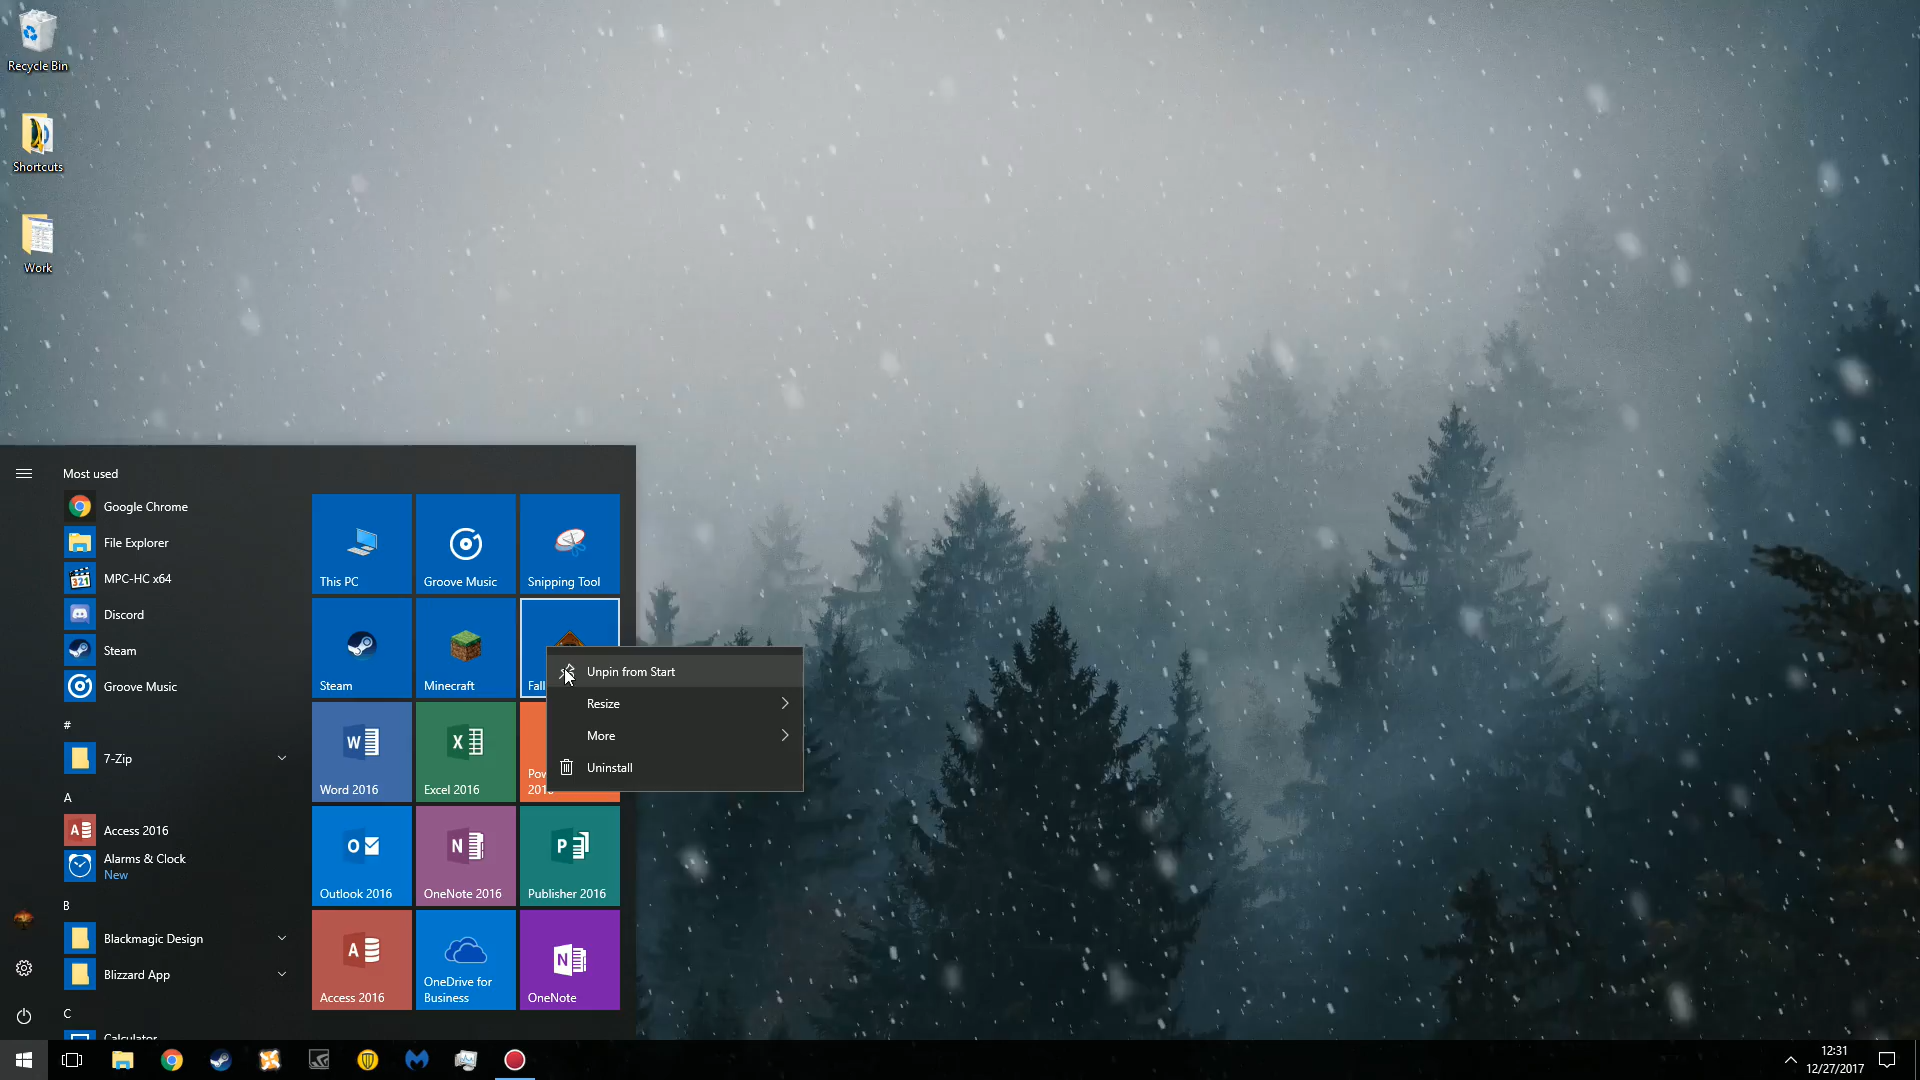 Recycle Bin
Shortcuts
Work
Most used
Google Chrome
File Explorer
MPC-HC x64
Discord
Steam
Groove Music
#
7-Zip
A
Access 2016
Alarms & Clock
New
B
Blackmagic Design
Blizzard App
C
Calculator
This PC
Groove Music
Snipping Tool
Steam
Minecraft
Fall
Word 2016
Excel 2016
Pow
201
Outlook 2016
OneNote 2016
Publisher 2016
Access 2016
OneDrive for
Business
OneNote
Unpin from Start
Resize
More
Uninstall
12:31
12/27/2017